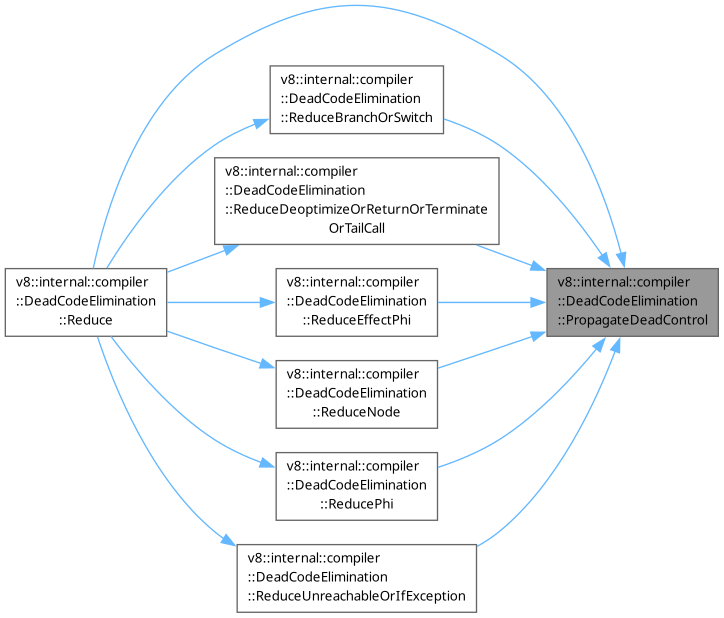 v8::internal::compiler
::DeadCodeElimination
::ReduceBranchOrSwitch
v8::internal::compiler
::DeadCodeElimination
::ReduceDeoptimizeOrReturnOrTerminate
OrTailCall
v8::internal::compiler
::DeadCodeElimination
::Reduce
v8::internal::compiler
::DeadCodeElimination
::ReduceEffectPhi
v8::internal::compiler
::DeadCodeElimination
::PropagateDeadControl
v8::internal::compiler
::DeadCodeElimination
::ReduceNode
v8::internal::compiler
::DeadCodeElimination
::ReducePhi
v8::internal::compiler
::DeadCodeElimination
::ReduceUnreachableOrIfException